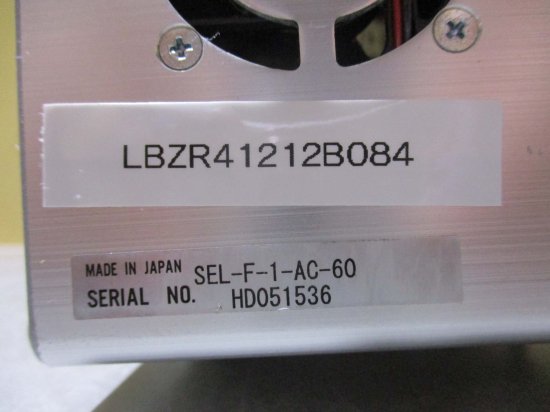 LBZR41212B084
MADE IN JAPAN SEL-F-1-AC-60
SERIAL NO. HD051536